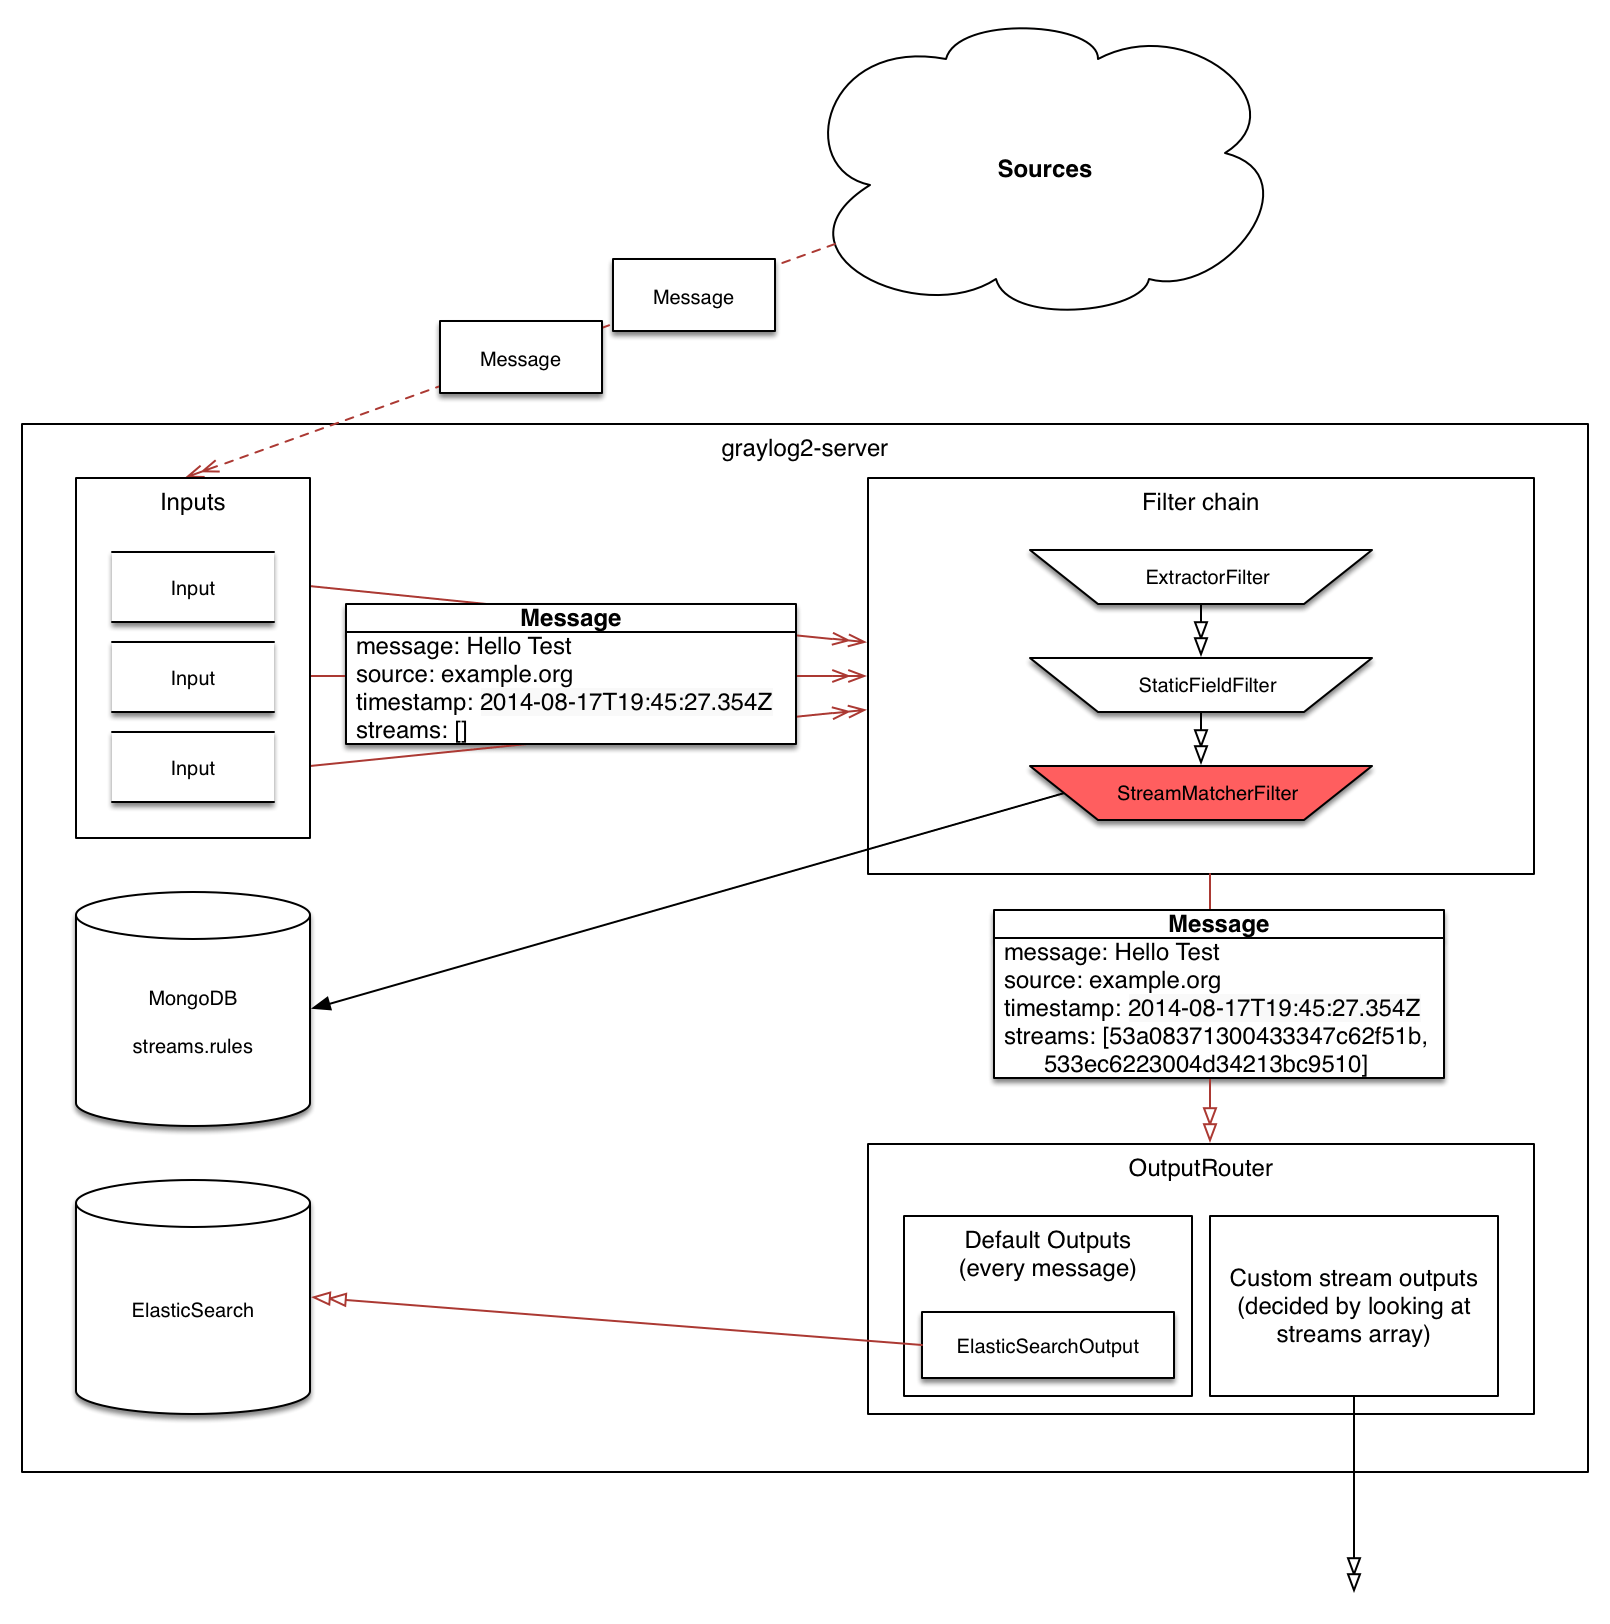 Sources
Message
Message
graylog2-server
Inputs
Input
Input
Input
Message
message: Hello Test
source: example.org
timestamp: 2014-08-17T19:45:27.354Z
streams: []
Filter chain
ExtractorFilter
StaticFieldFilter
StreamMatcherFilter
MongoDB
streams.rules
Message
message: Hello Test
source: example.org
timestamp: 2014-08-17T19:45:27.354Z
streams: [53a08371300433347c62f51b,
533ec6223004d34213bc9510]
OutputRouter
Default Outputs
(every message)
ElasticSearchOutput
Custom stream outputs
(decided by looking at
streams array)
ElasticSearch